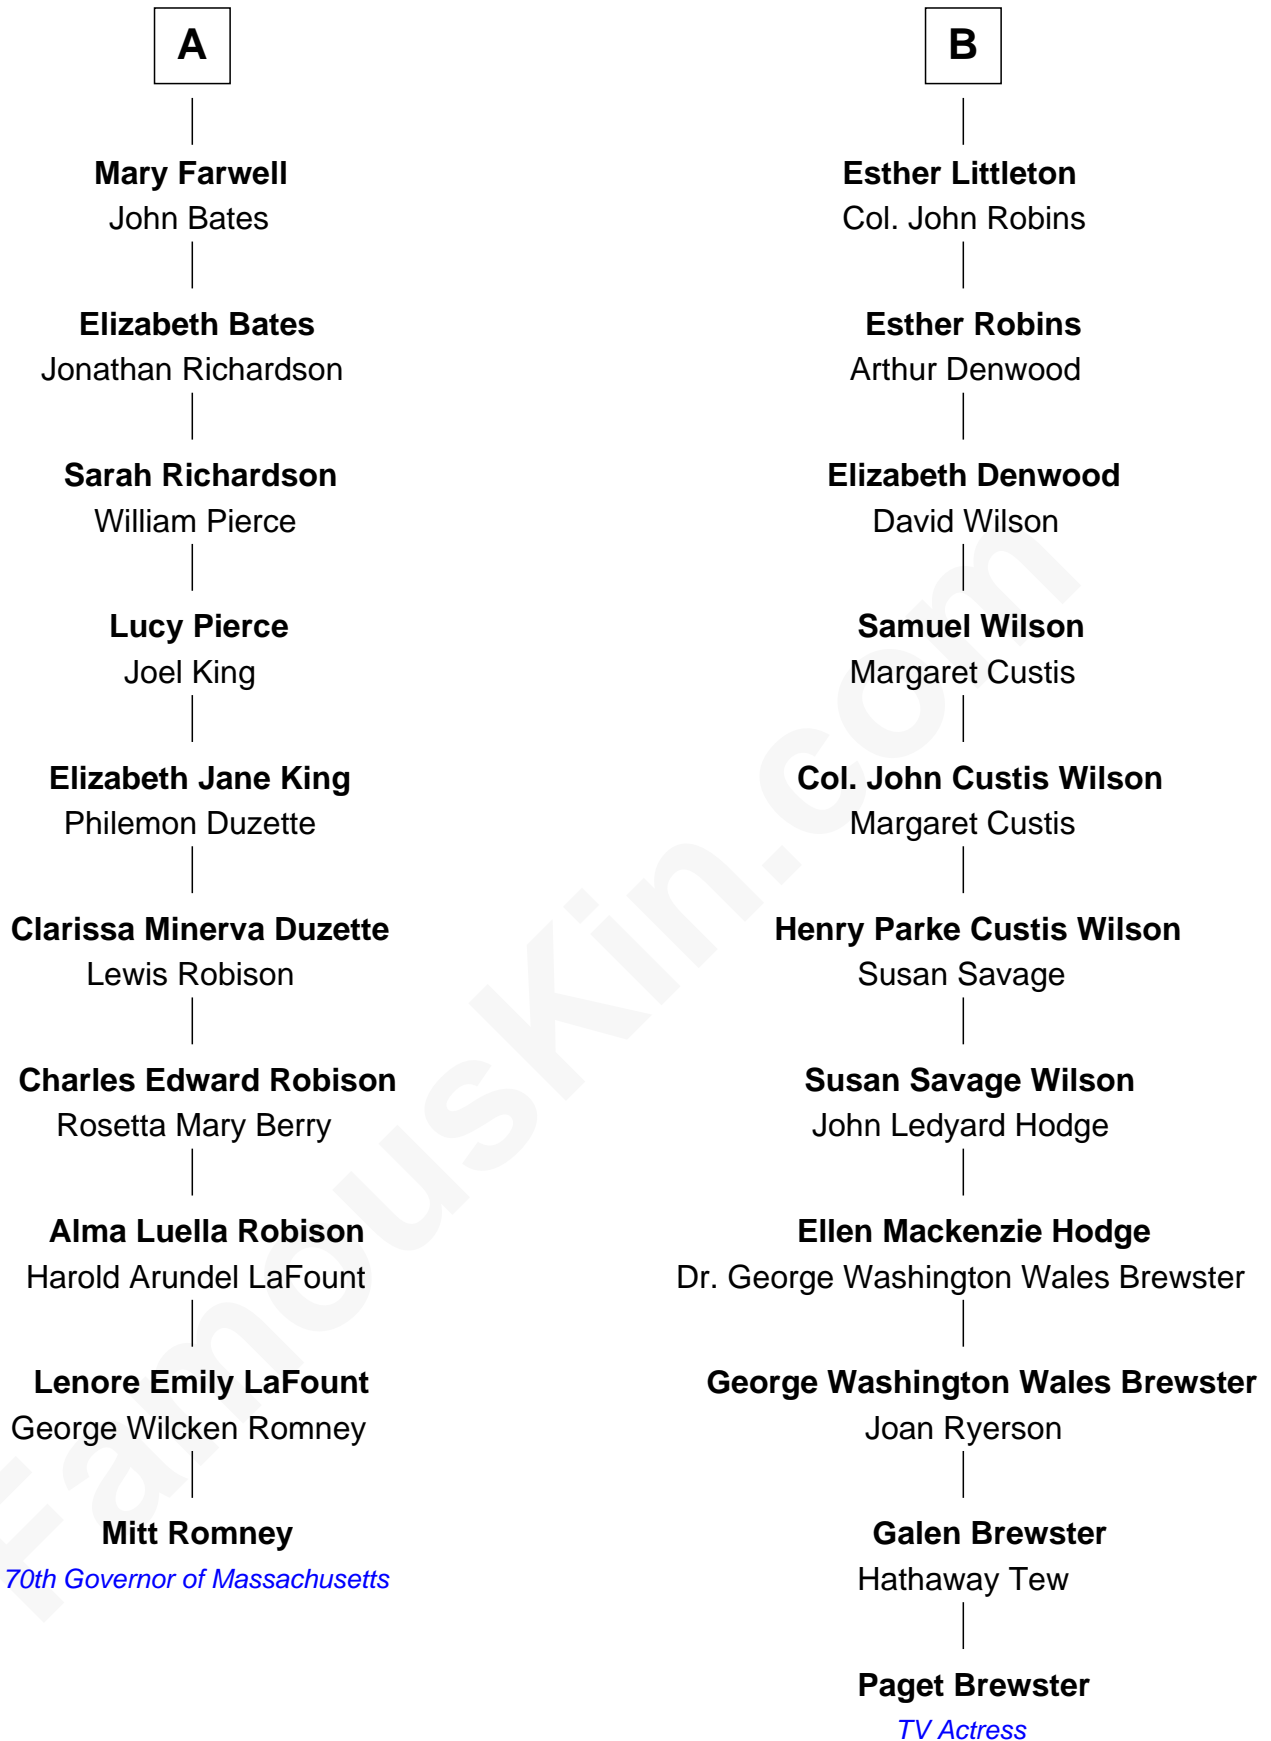 A
Mary Farwell
John Bates
Elizabeth Bates
Jonathan Richardson
Sarah Richardson
William Pierce
Lucy Pierce
Joel King
Elizabeth Jane King
Philemon Duzette
Clarissa Minerva Duzette
Lewis Robison
Charles Edward Robison
Rosetta Mary Berry
Alma Luella Robison
Harold Arundel LaFount
Lenore Emily LaFount
George Wilcken Romney
Mitt Romney
70th Governor of Massachusetts
B
Esther Littleton
Col. John Robins
Esther Robins
Arthur Denwood
Elizabeth Denwood
David Wilson
Samuel Wilson
Margaret Custis
Col. John Custis Wilson
Margaret Custis
Henry Parke Custis Wilson
Susan Savage
Susan Savage Wilson
John Ledyard Hodge
Ellen Mackenzie Hodge
Dr. George Washington Wales Brewster
George Washington Wales Brewster
Joan Ryerson
Galen Brewster
Hathaway Tew
Paget Brewster
TV Actress
FamousKin.com